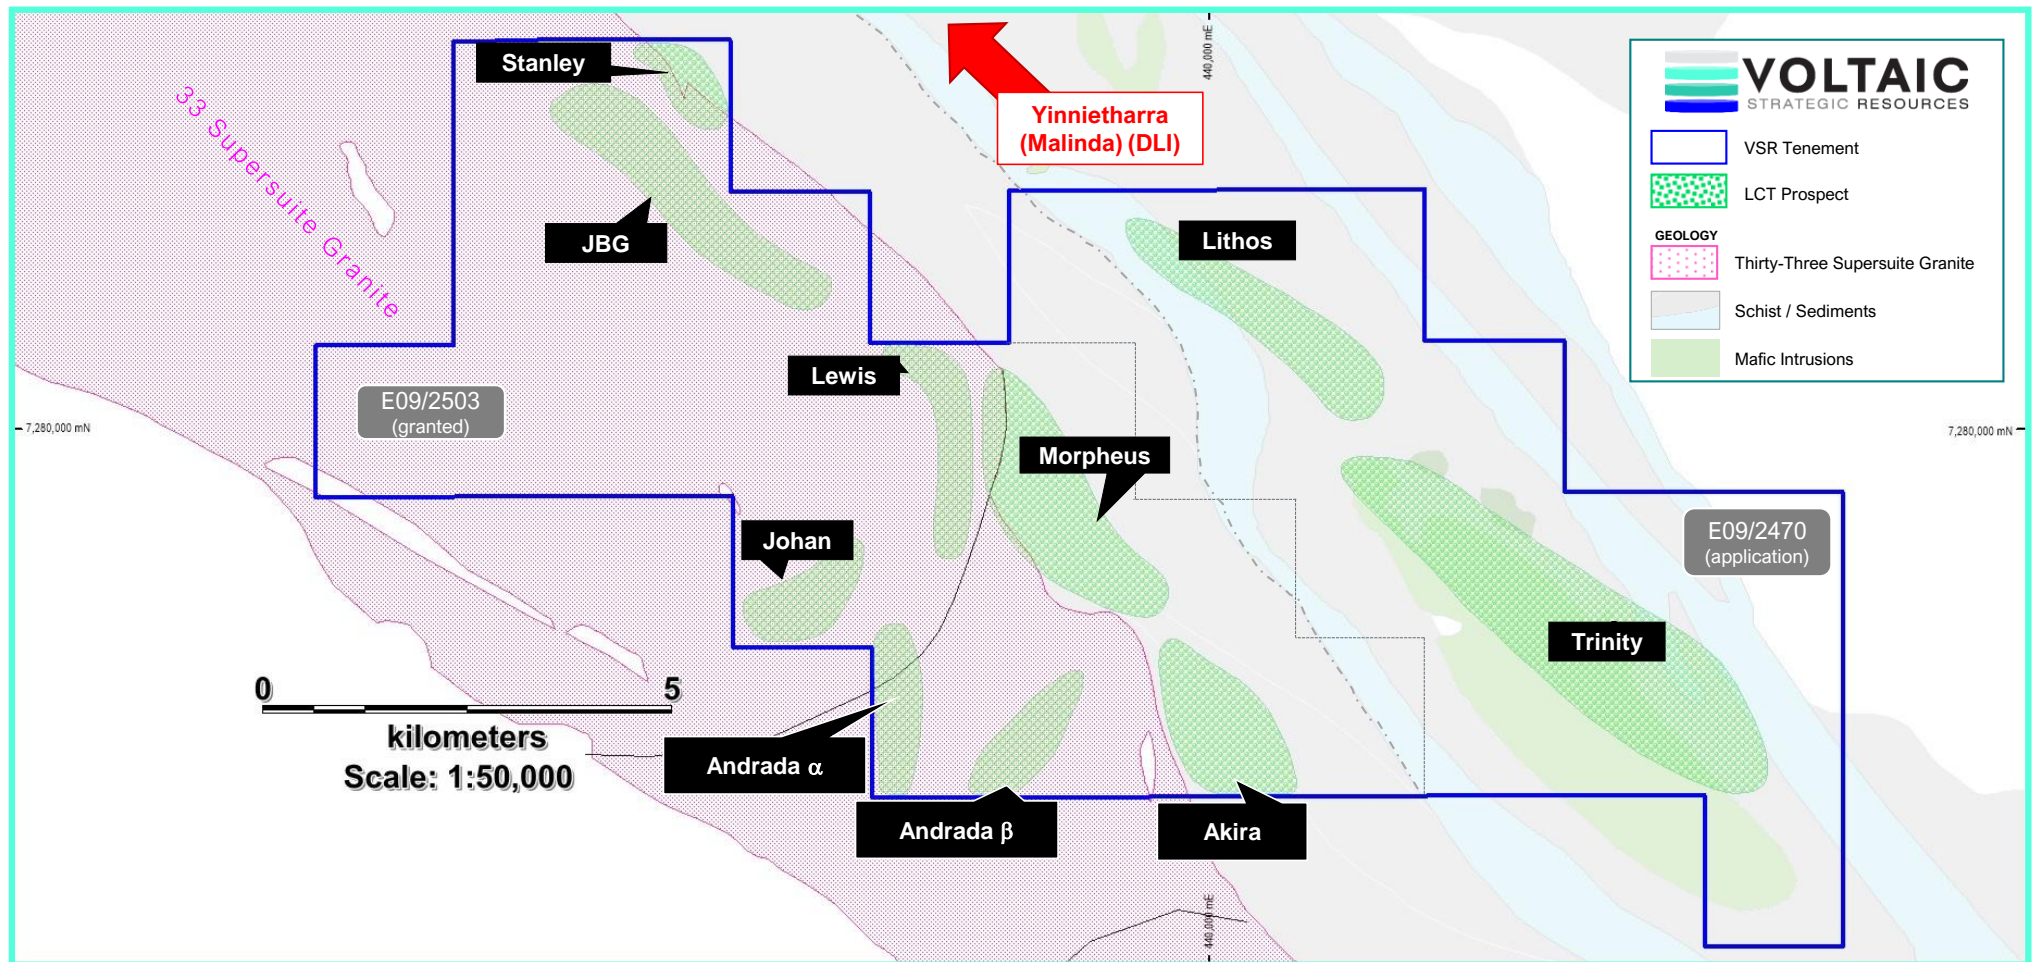 Stanley
440,000 mE
33 Supersuite Granite
Yinnietharra
(Malinda) (DLI)
VOLTAIC
STRATEGIC RESOURCES
VSR Tenement
LCT Prospect
GEOLOGY
Thirty-Three Supersuite Granite
Schist / Sediments
Mafic Intrusions
JBG
Lithos
Lewis
E09/2503
(granted)
7,280,000 mN
7,280,000 mN
Morpheus
Johan
E09/2470
(application)
Trinity
0 5
kilometers
Scale: 1:50,000
Andrada α
Andrada β
Akira
440,000 mE